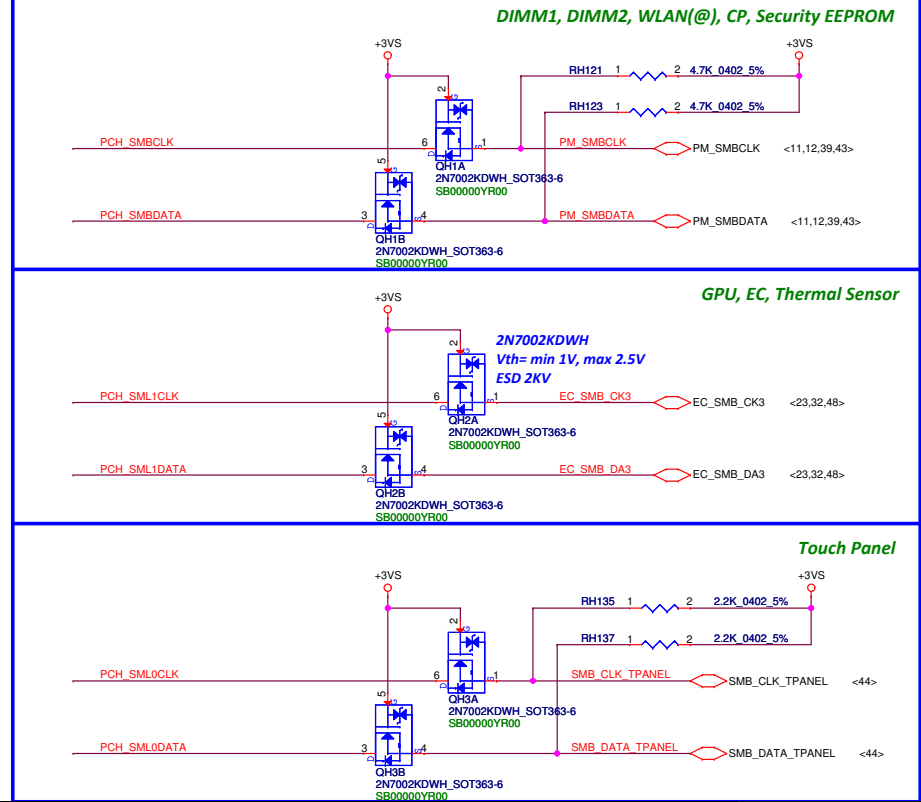 DIMM1, DIMM2, WLAN(@), CP, Security EEPROM
+3VS
+3VS
RH121 1 2 4.7K_0402_5%
2 G
RH123 1 2 4.7K_0402_5%
PCH_SMBCLK 6 D S 1 PM_SMBCLK PM_SMBCLK <11,12,39,43>
QH1A
2N7002KDWH_SOT363-6
SB00000YR00
5 G
PCH_SMBDATA 3 D S 4 PM_SMBDATA PM_SMBDATA <11,12,39,43>
QH1B
2N7002KDWH_SOT363-6
SB00000YR00
GPU, EC, Thermal Sensor
+3VS
2N7002KDWH
Vth= min 1V, max 2.5V
ESD 2KV
2 G
PCH_SML1CLK 6 D S 1 EC_SMB_CK3 EC_SMB_CK3 <23,32,48>
QH2A
2N7002KDWH_SOT363-6
SB00000YR00
5 G
PCH_SML1DATA 3 D S 4 EC_SMB_DA3 EC_SMB_DA3 <23,32,48>
QH2B
2N7002KDWH_SOT363-6
SB00000YR00
Touch Panel
+3VS
+3VS
RH135 1 2 2.2K_0402_5%
2 G
RH137 1 2 2.2K_0402_5%
PCH_SML0CLK 6 D S 1 SMB_CLK_TPANEL SMB_CLK_TPANEL <44>
QH3A
2N7002KDWH_SOT363-6
SB00000YR00
5 G
PCH_SML0DATA 3 D S 4 SMB_DATA_TPANEL SMB_DATA_TPANEL <44>
QH3B
2N7002KDWH_SOT363-6
SB00000YR00